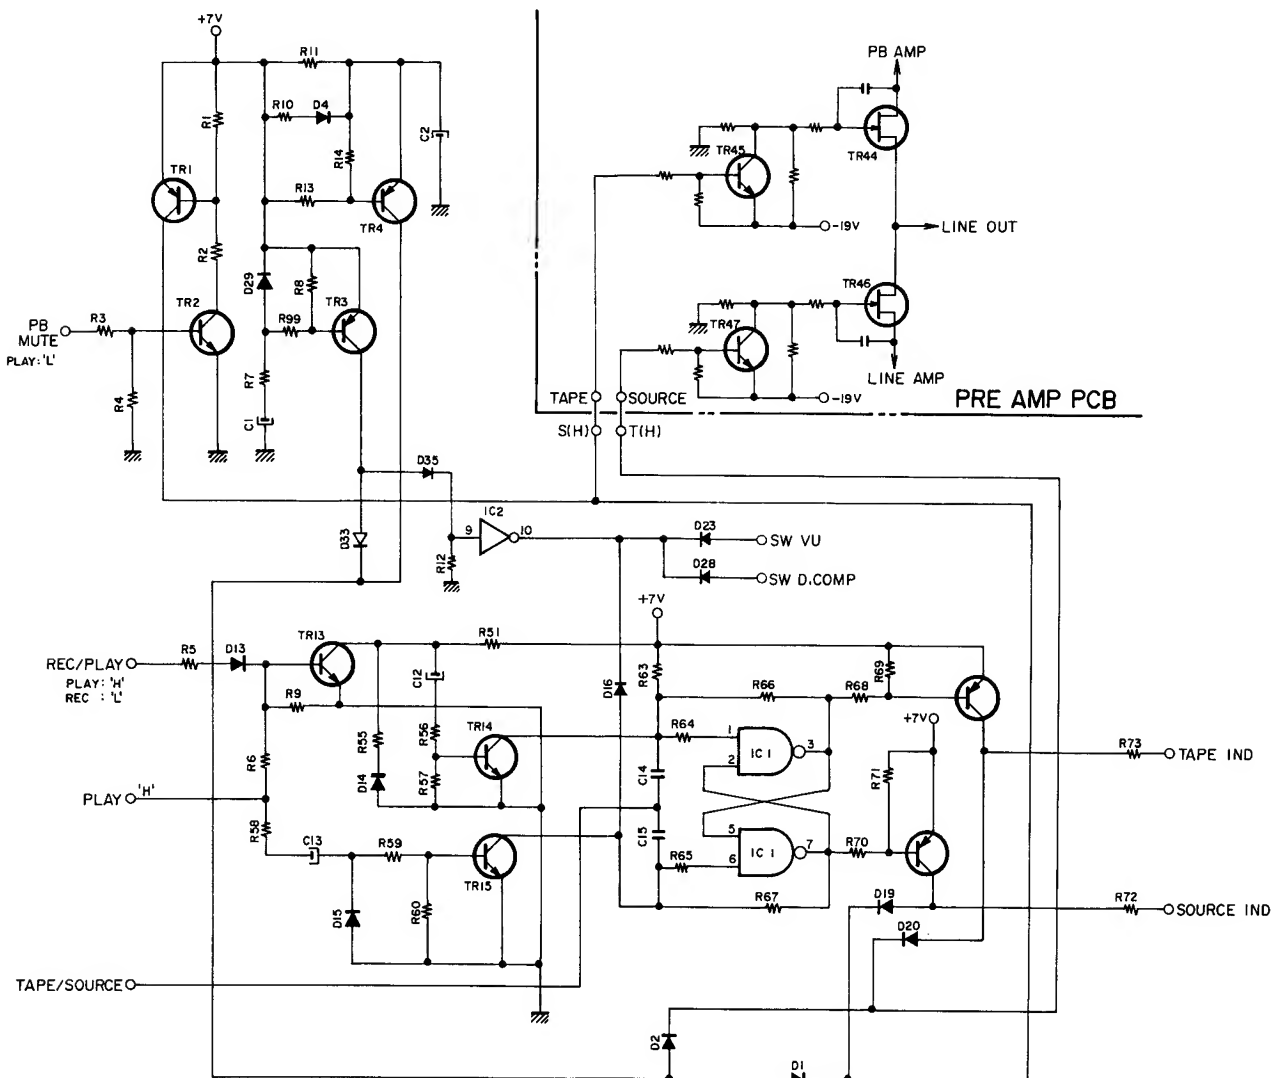 +7V
R11
PB AMP
R10 D4
R1
C2
R14
TR44
TR45
TR1
R13
TR4
-19V
LINE OUT
R2
D29
R8
TR46
TR2
TR3
PB
MUTE
PLAY:'L'
R3
R99
TR47
R7
LINE AMP
R4
C1
TAPE
SOURCE
-19V
PRE AMP PCB
S(H)
T(H)
D35
IC2
9
10
D33
R12
D23
SW VU
D28
SW D.COMP
+7V
TR13
R51
REC/PLAY
PLAY:'H'
REC :'L'
R5
D13
C12
D16
R63
R69
R9
R66
R68
+7V
R6
R55
R56
TR14
R64
1
2
IC1
3
R73
TAPE IND
PLAY
'H'
D14
R57
C14
R71
R58
C13
R59
C15
5
6
IC1
7
R70
R65
TR15
R67
D15
R60
D19
R72
SOURCE IND
D20
TAPE/SOURCE
D2
D1